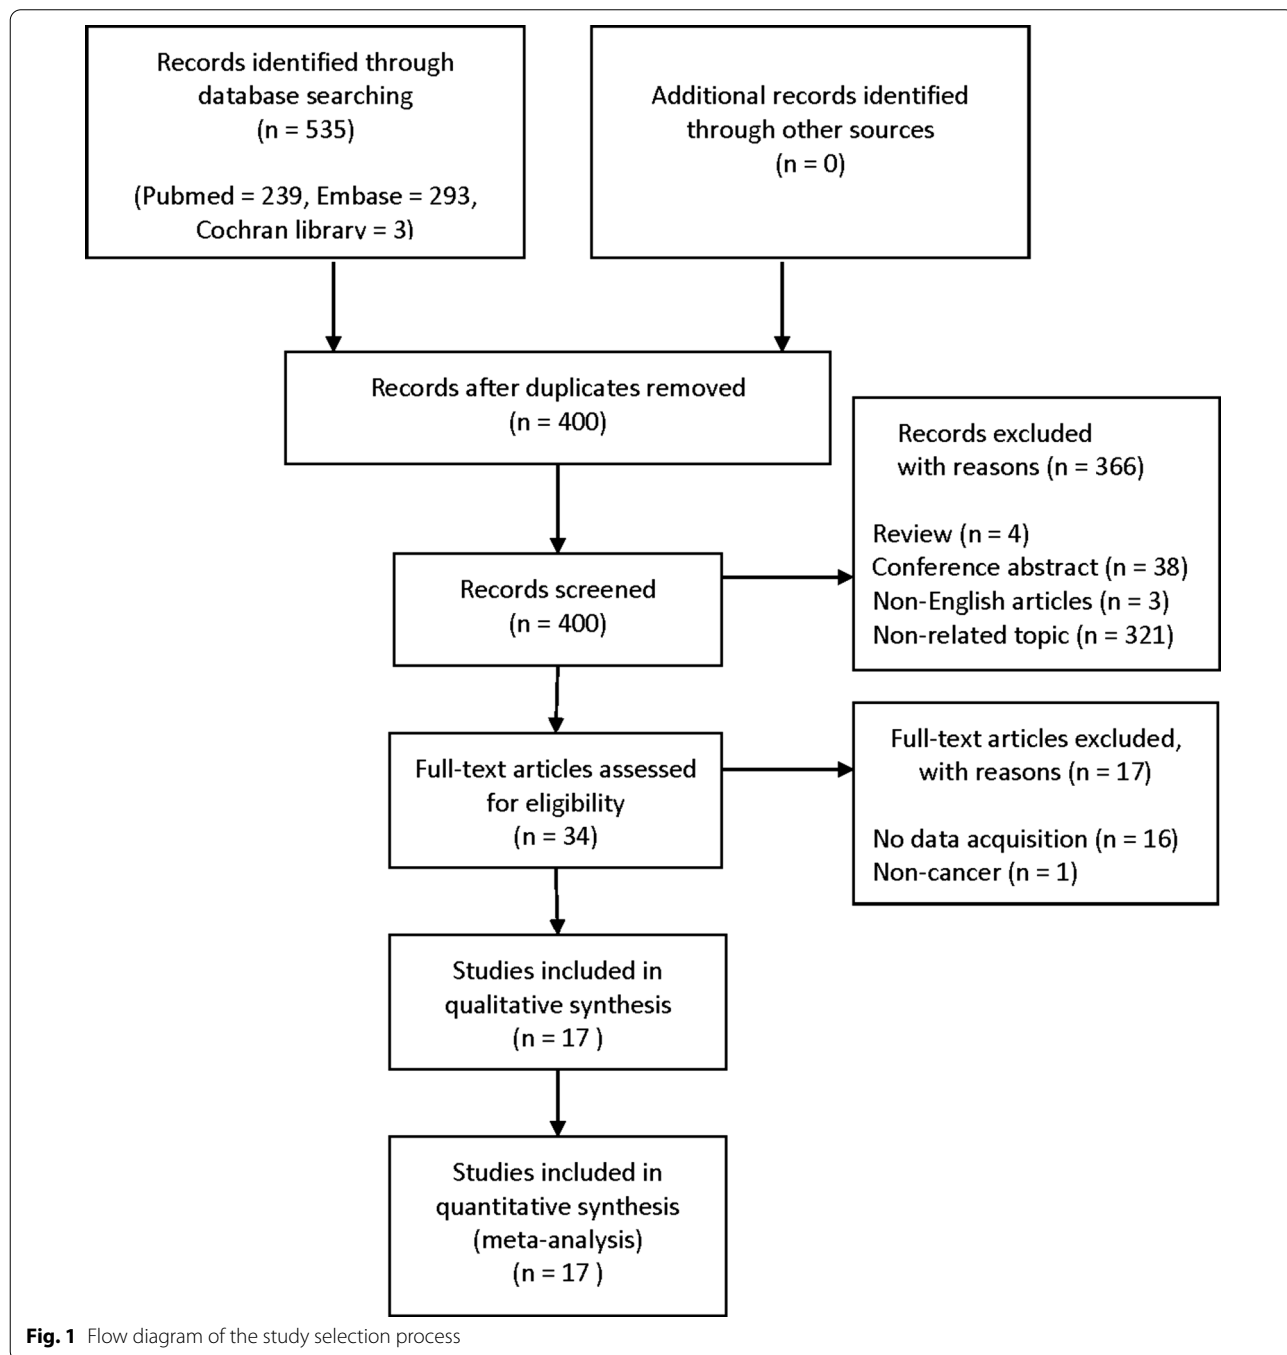 Records identified through
database searching
(n = 535)
(Pubmed = 239, Embase = 293,
Cochran library = 3)
Additional records identified
through other sources
(n = 0)
Records after duplicates removed
(n = 400)
Records excluded
with reasons (n = 366)
Review (n = 4)
Conference abstract (n = 38)
Non-English articles (n = 3)
Non-related topic (n = 321)
Records screened
(n = 400)
Full-text articles assessed
for eligibility
(n = 34)
Full-text articles excluded,
with reasons (n = 17)
No data acquisition (n = 16)
Non-cancer (n = 1)
Studies included in
qualitative synthesis
(n = 17 )
Studies included in
quantitative synthesis
(meta-analysis)
(n = 17 )
Fig. 1 Flow diagram of the study selection process